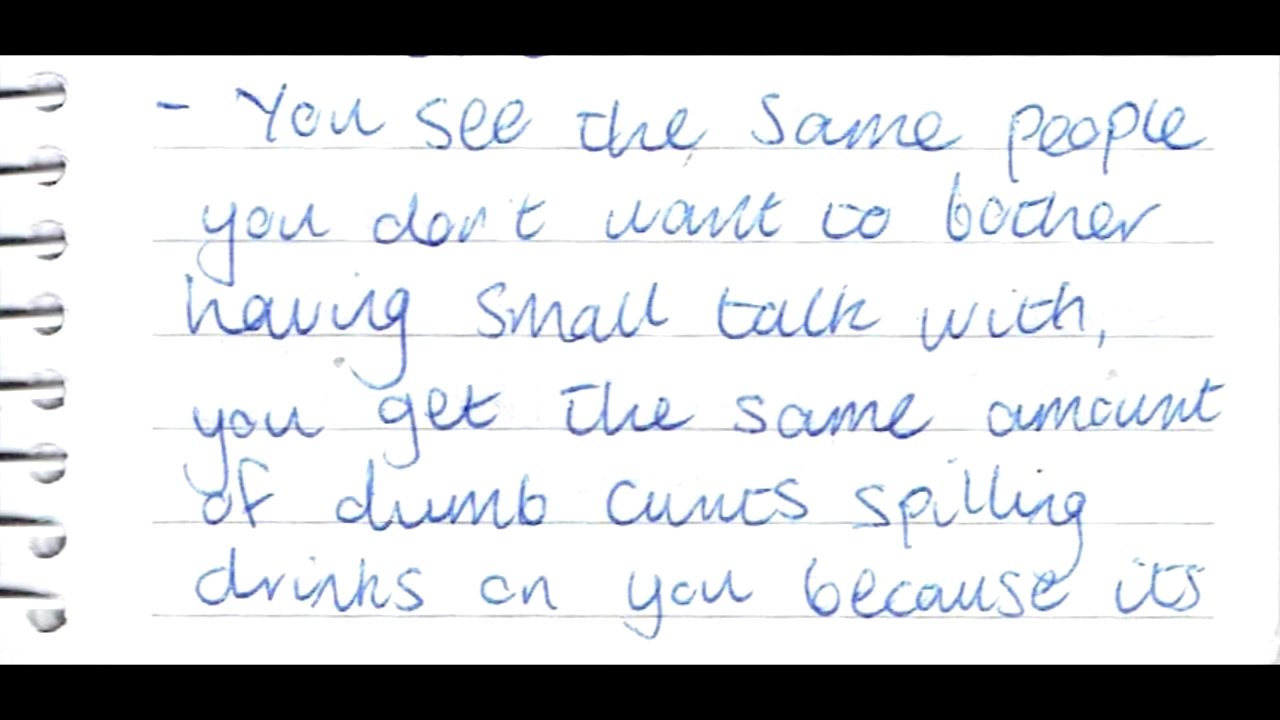 - You see the same people
you don't want to bother
having small talk with,
you get the same amount
of dumb cunts spilling
drinks on you because its